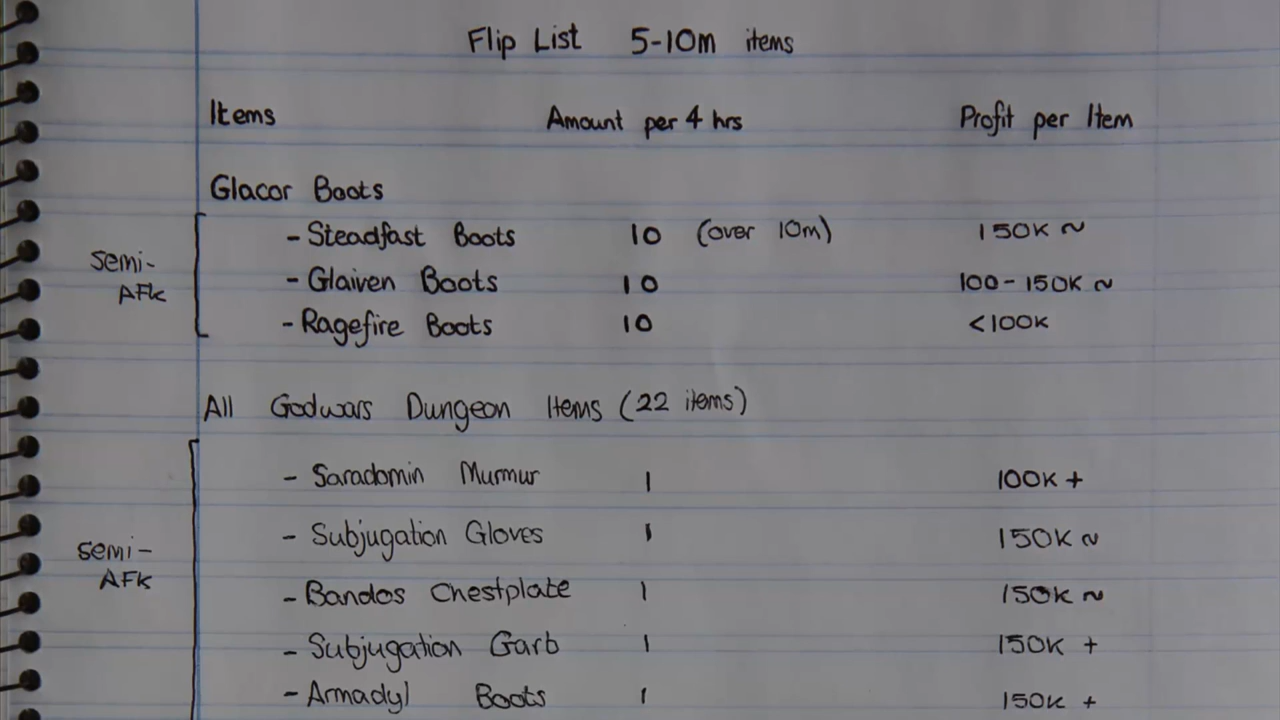 Flip List 5-10m items
Items Amount per 4 hrs Profit per Item
Glacor Boots
- Steadfast Boots 10 (over 10m) 150K ~
semi-
AFK
- Glaiven Boots 10 100-150K ~
- Ragefire Boots 10 <100K
All Godwars Dungeon Items (22 items)
- Saradomin Murmur 1 100K +
- Subjugation Gloves 1 150K ~
semi-
AFK
- Bandos Chestplate 1 150K ~
- Subjugation Garb 1 150K +
- Armadyl Boots 1 150K +